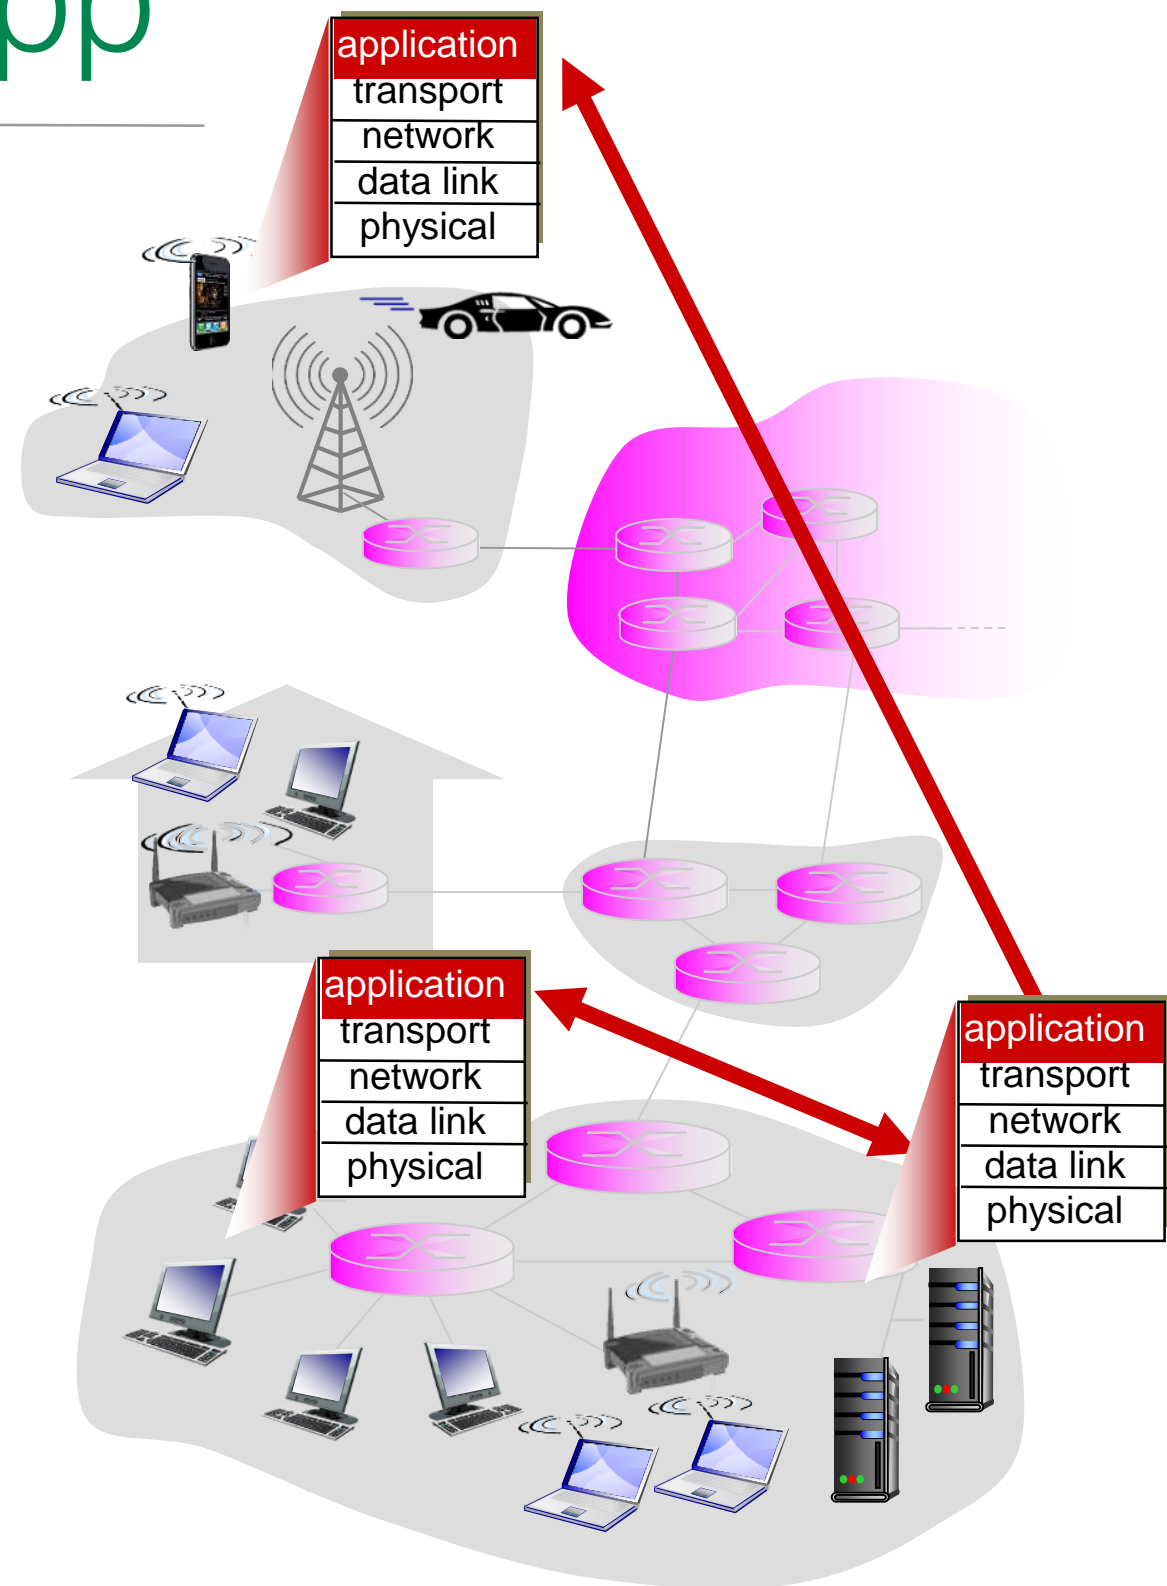 pp
application
transport
network
data link
physical
application
transport
network
data link
physical
application
transport
network
data link
physical